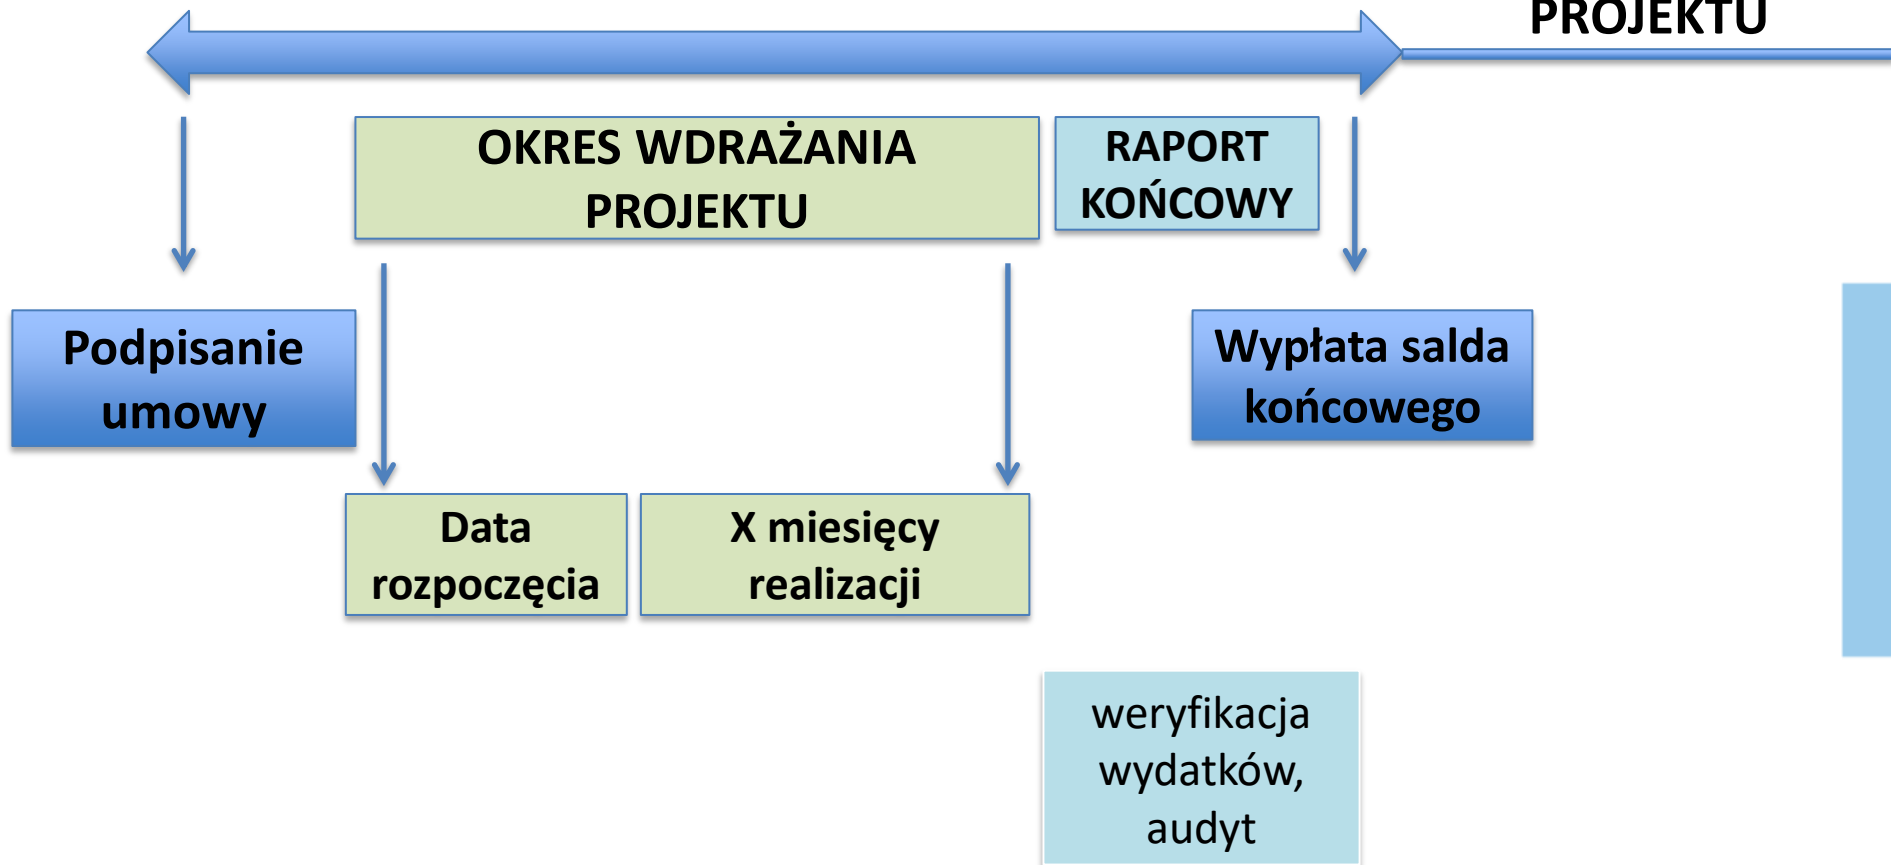 PROJEKTU
OKRES WDRAŻANIA
PROJEKTU
RAPORT
KOŃCOWY
Podpisanie
umowy
Wypłata salda
końcowego
Data
rozpoczęcia
X miesięcy
realizacji
weryfikacja
wydatków,
audyt